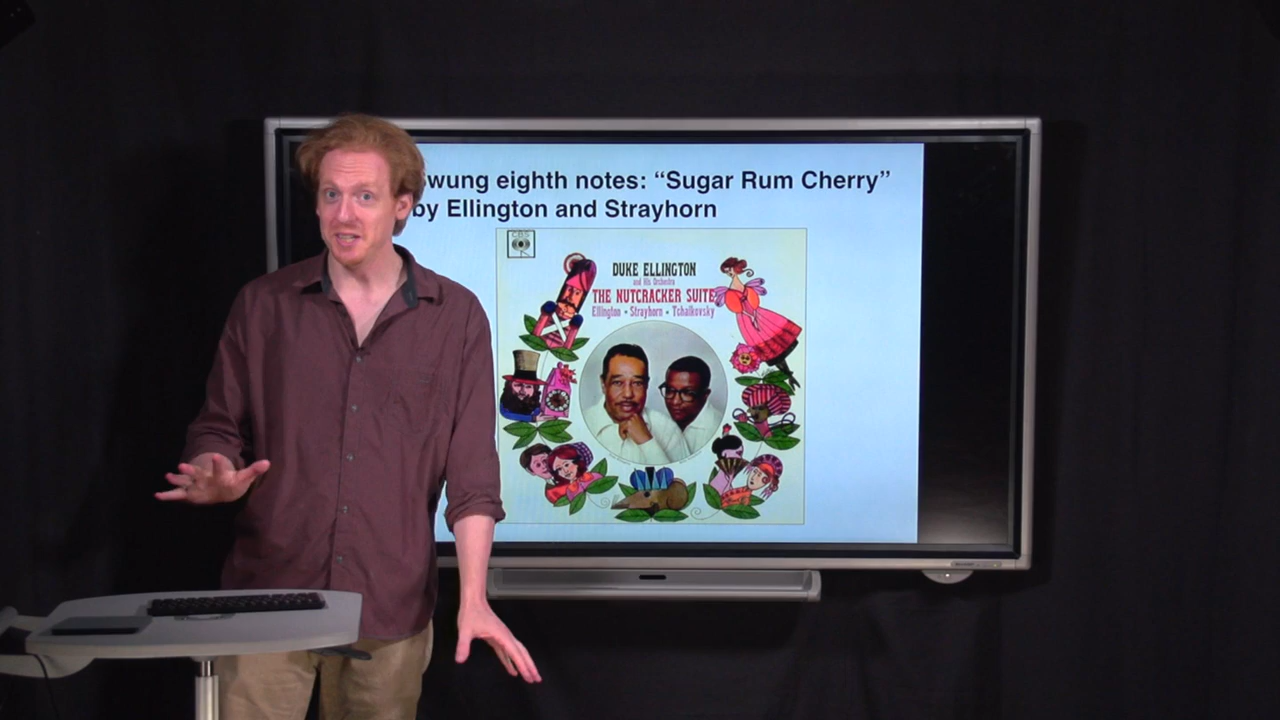 Swung eighth notes: “Sugar Rum Cherry”
by Ellington and Strayhorn
CBS
DUKE ELLINGTON
and His Orchestra
THE NUTCRACKER SUITE
Ellington • Strayhorn • Tchaikovsky